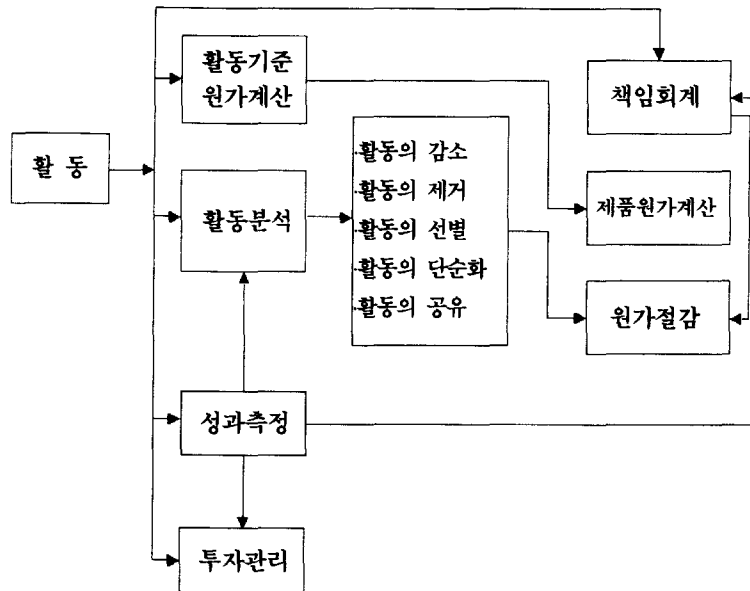 활동기준
원가계산
책임회계
활 동
활동의 감소
활동의 제거
활동의 선별
활동의 단순화
활동의 공유
활동분석
제품원가계산
원가절감
성과측정
투자관리